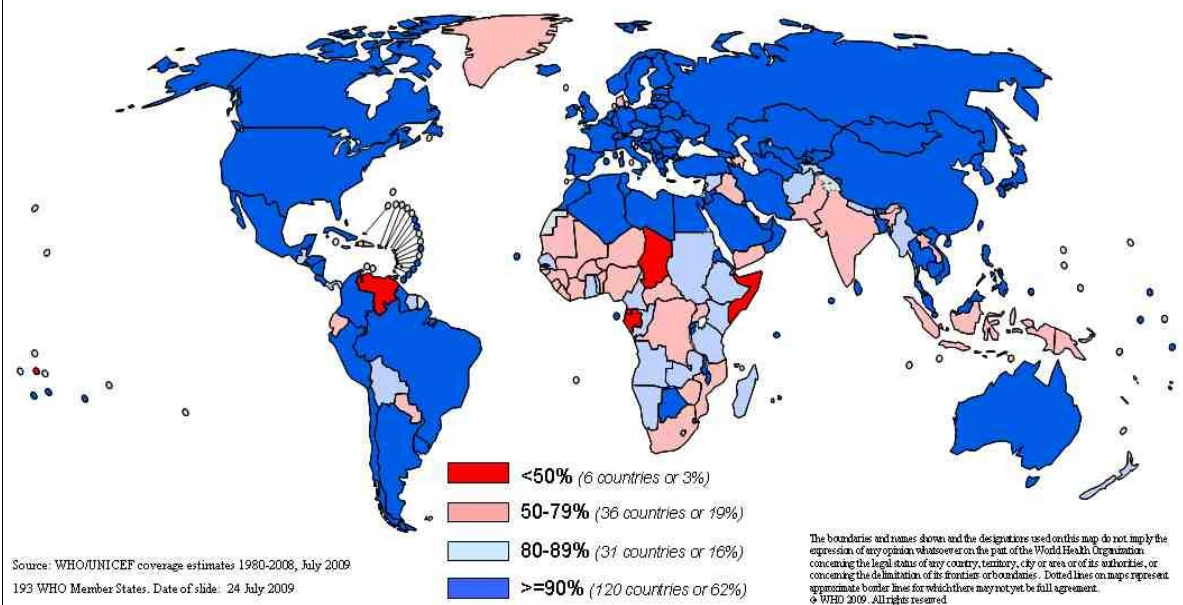 <50% (6 countries or 3%)
50-79% (36 countries or 19%)
80-89% (31 countries or 16%)
>=90% (120 countries or 62%)
Source: WHO/UNICEF coverage estimates 1980-2008, July 2009
193 WHO Member States. Date of slide: 24 July 2009
The boundaries and names shown and the designations used on this map do not imply the
expression of any opinion whatsoever on the part of the World Health Organization
concerning the legal status of any country, territory, city or area or of its authorities, or
concerning the delimitation of its frontiers or boundaries. Dotted lines on maps represent
approximate border lines for which there may not yet be full agreement.
© WHO 2009. All rights reserved